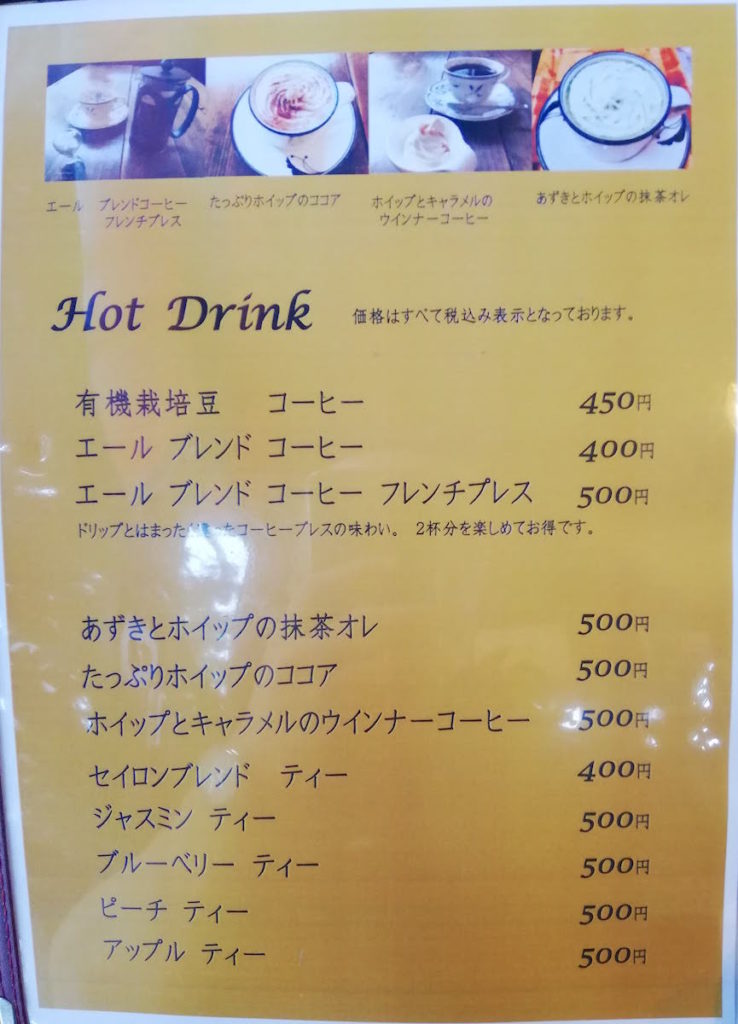 エール ブレンドコーヒー
フレンチプレス
たっぷりホイップのココア
ホイップとキャラメルの
ウインナーコーヒー
あずきとホイップの抹茶オレ
Hot Drink 価格はすべて税込み表示となっております。
有機栽培豆 コーヒー 450円
エール ブレンド コーヒー 400円
エール ブレンド コーヒー フレンチプレス 500円
ドリップとはまった ったコーヒープレスの味わい。 2杯分を楽しめてお得です。
あずきとホイップの抹茶オレ 500円
たっぷりホイップのココア 500円
ホイップとキャラメルのウインナーコーヒー 500円
セイロンブレンド ティー 400円
ジャスミン ティー 500円
ブルーベリー ティー 500円
ピーチ ティー 500円
アップル ティー 500円